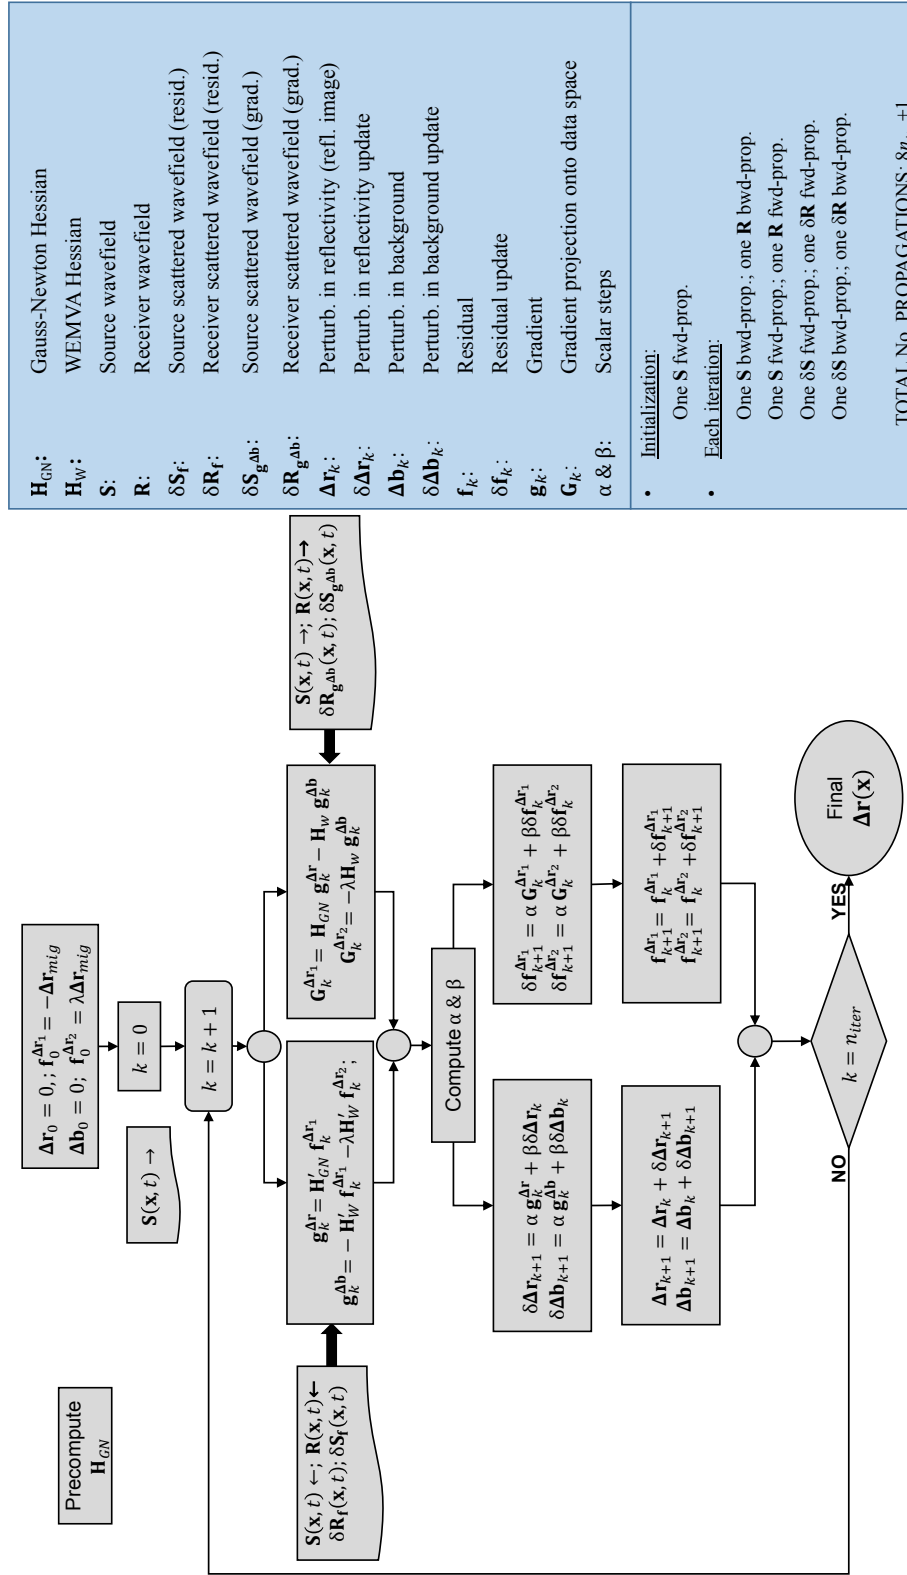 Precompute
𝐇_GN
𝚫𝐫_0 = 0,; 𝐟_0^𝚫𝐫₁ = −𝚫𝐫_mig
𝚫𝐛_0 = 0; 𝐟_0^𝚫𝐫₂ = λ𝚫𝐫_mig
k = 0
𝐒(𝐱, t) →
k = k + 1
𝐒(𝐱, t) ←; 𝐑(𝐱, t)←
δ𝐑_𝐟(𝐱, t); δ𝐒_𝐟(𝐱, t)
𝐠_k^𝚫𝐫 = 𝐇′_GN 𝐟_k^𝚫𝐫₁
𝐠_k^𝚫𝐛 = − 𝐇′_W 𝐟_k^𝚫𝐫₁ −λ𝐇′_W 𝐟_k^𝚫𝐫₂ ;
𝐆_k^𝚫𝐫₁ = 𝐇_GN 𝐠_k^𝚫𝐫 − 𝐇_w 𝐠_k^𝚫𝐛
𝐆_k^𝚫𝐫₂ = −λ𝐇_w 𝐠_k^𝚫𝐛
𝐒(𝐱, t) →; 𝐑(𝐱, t)→
δ𝐑_𝐠𝚫𝐛(𝐱, t); δ𝐒_𝐠𝚫𝐛(𝐱, t)
Compute α & β
δ𝚫𝐫_k+1 = α 𝐠_k^𝚫𝐫 + βδ𝚫𝐫_k
δ𝚫𝐛_k+1 = α 𝐠_k^𝚫𝐛 + βδ𝚫𝐛_k
δ𝐟_k+1^𝚫𝐫₁ = α 𝐆_k^𝚫𝐫₁ + βδ𝐟_k^𝚫𝐫₁
δ𝐟_k+1^𝚫𝐫₂ = α 𝐆_k^𝚫𝐫₂ + βδ𝐟_k^𝚫𝐫₂
𝚫𝐫_k+1 = 𝚫𝐫_k + δ𝚫𝐫_k+1
𝚫𝐛_k+1 = 𝚫𝐛_k + δ𝚫𝐛_k+1
𝐟_k+1^𝚫𝐫₁ = 𝐟_k^𝚫𝐫₁ + δ𝐟_k+1^𝚫𝐫₁
𝐟_k+1^𝚫𝐫₂ = 𝐟_k^𝚫𝐫₂ + δ𝐟_k+1^𝚫𝐫₂
NO
k = n_iter
YES
Final
𝚫𝐫(𝐱)
H_GN: Gauss-Newton Hessian
H_W: WEMVA Hessian
S: Source wavefield
R: Receiver wavefield
δS_f: Source scattered wavefield (resid.)
δR_f: Receiver scattered wavefield (resid.)
δS_gΔb: Source scattered wavefield (grad.)
δR_gΔb: Receiver scattered wavefield (grad.)
Δr_k: Perturb. in reflectivity (refl. image)
δΔr_k: Perturb. in reflectivity update
Δb_k: Perturb. in background
δΔb_k: Perturb. in background update
f_k: Residual
δf_k: Residual update
g_k: Gradient
G_k: Gradient projection onto data space
α & β: Scalar steps
• Initialization:
One S fwd-prop.
• Each iteration:
One S bwd-prop.; one R bwd-prop.
One S fwd-prop.; one R fwd-prop.
One δS fwd-prop.; one δR fwd-prop.
One δS bwd-prop.; one δR bwd-prop.
TOTAL No. PROPAGATIONS: 8n +1